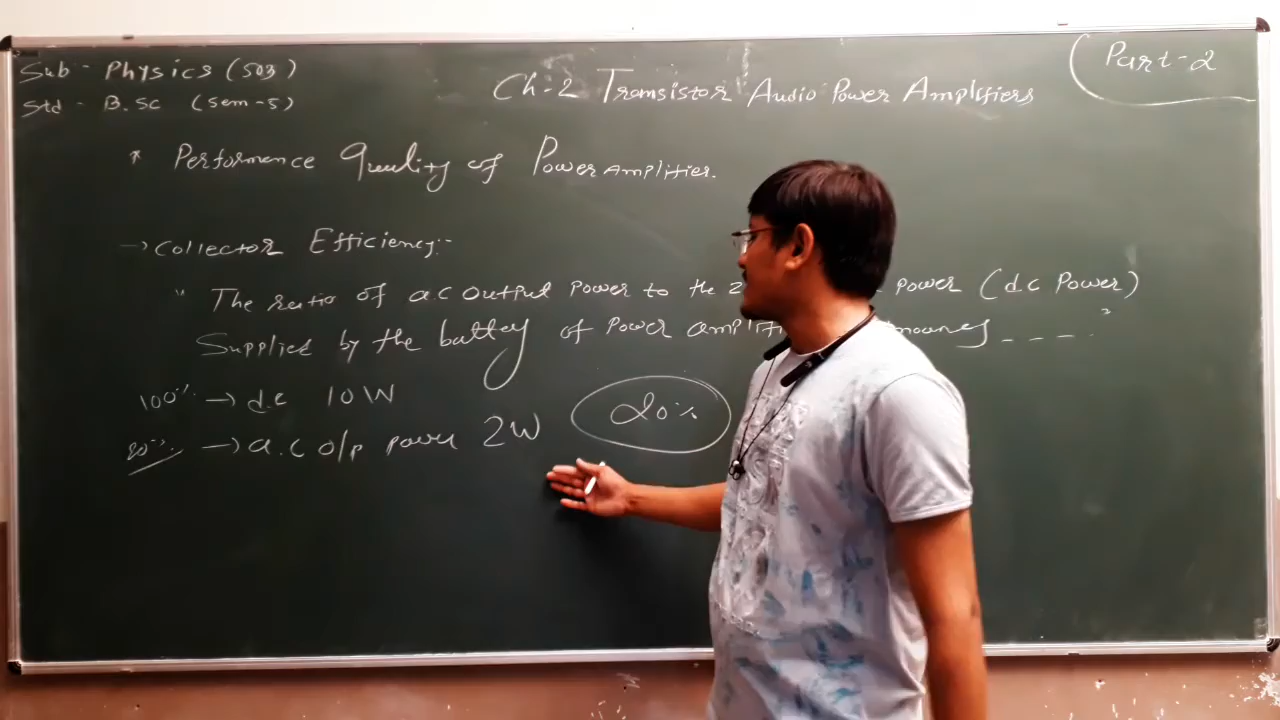 Sub - Physics (503)
Std - B.Sc (Sem-5)
Ch-2 Transistor Audio Power Amplifiers
Part-2
* Performance Quality of Power amplifier.
→ Collector Efficiency:-
" The ratio of a.c output power to the power (d.c Power)
Supplied by the battey of power amplifi - - - - "
100% → d.c 10W
→ a.c o/p power 2W
20%